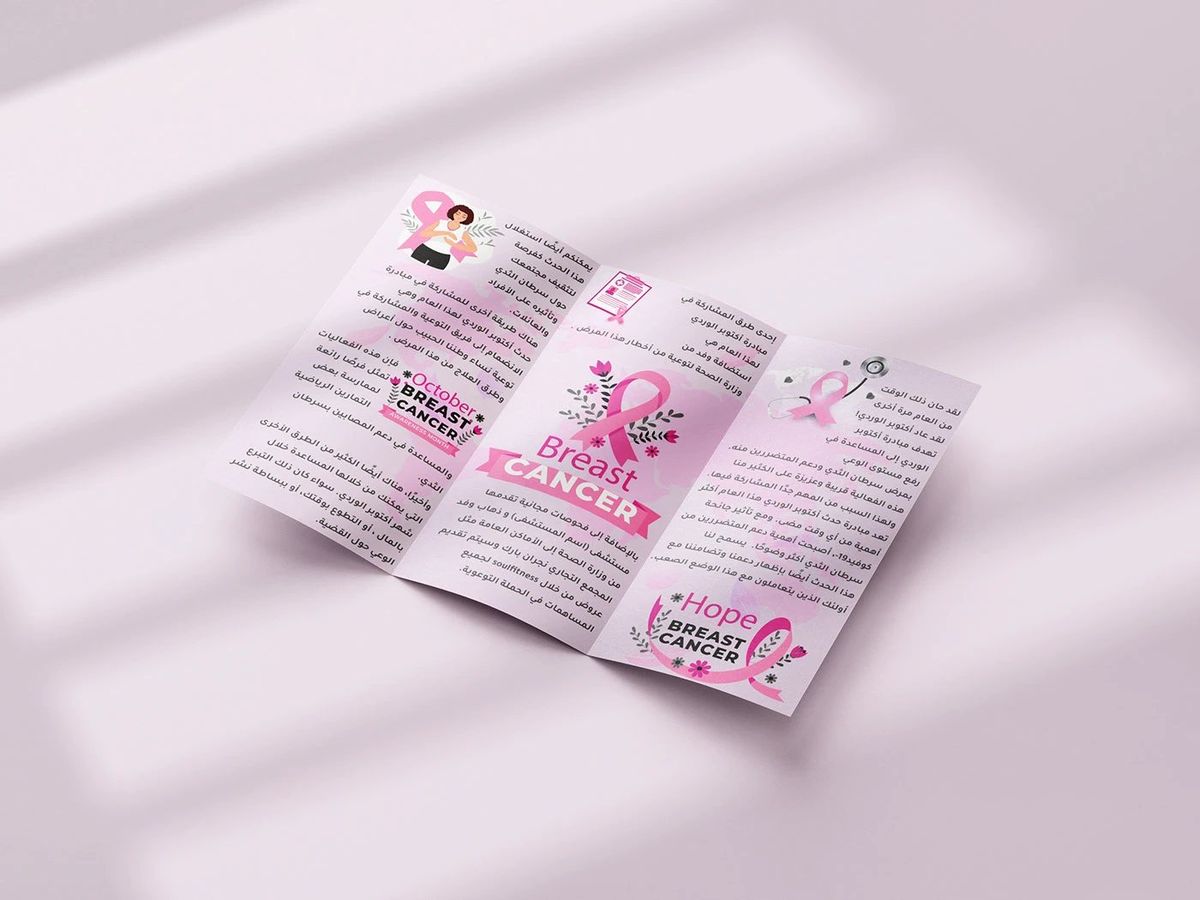 لقد حان ذلك الوقت
من العام مرة أخرى
لقد عاد أكتوبر الوردي!
تهدف مبادرة أكتوبر
الوردي إلى المساعدة في
رفع مستوى الوعي
بمرض سرطان الثدي ودعم المتضررين منه.
هذه الفعالية قريبة وعزيزة على الكثير منا
ولهذا السبب من المهم جدًا المشاركة فيها
تعد مبادرة حدث أكتوبر الوردي هذا العام أكثر
أهمية من أي وقت مضى. ومع تأثير جائحة
كوفيد19-، أصبحت أهمية دعم المتضررين من
سرطان الثدي أكثر وضوحًا. يسمح لنا
هذا الحدث أيضًا بإظهار دعمنا وتضامننا مع
أولئك الذين يتعاملون مع هذا الوضع الصعب.
Hope
BREAST
CANCER
إحدى طرق المشاركة في
مبادرة أكتوبر الوردي
لهذا العام هي
استضافة وفد من
وزارة الصحة لتوعية من أخطار هذا المرض.
Breast
CANCER
بالإضافة إلى فحوصات مجانية تقدمها
مستشفى (اسم المستشفى) و ذهاب وفد
من وزارة الصحة إلى الأماكن العامة مثل
المجمع التجاري نجران بارك وسيتم تقديم
عروض من خلال soulfitness لجميع
المساهمات في الحملة التوعوية.
يمكنكم أيضًا استغلال
هذا الحدث كفرصة
لتثقيف مجتمعك
حول سرطان الثدي
وتأثيره على الأفراد
والعائلات.
هناك طريقة أخرى للمشاركة في مبادرة
حدث أكتوبر الوردي لهذا العام وهي
الانضمام إلى فريق التوعية والمشاركة في
توعية نساء وطننا الحبيب حول أعراض
وطرق العلاج من هذا المرض.
فإن هذه الفعاليات
تمثل فرصًا رائعة
لممارسة بعض
التمارين الرياضية
October
BREAST
CANCER
AWARENESS MONTH
والمساعدة في دعم المصابين بسرطان
الثدي.
وأخيرًا، هناك أيضًا الكثير من الطرق الأخرى
التي يمكنك من خلالها المساعدة خلال
شهر أكتوبر الوردي. سواء كان ذلك التبرع
بالمال، أو التطوع بوقتك، أو ببساطة نشر
الوعي حول القضية.